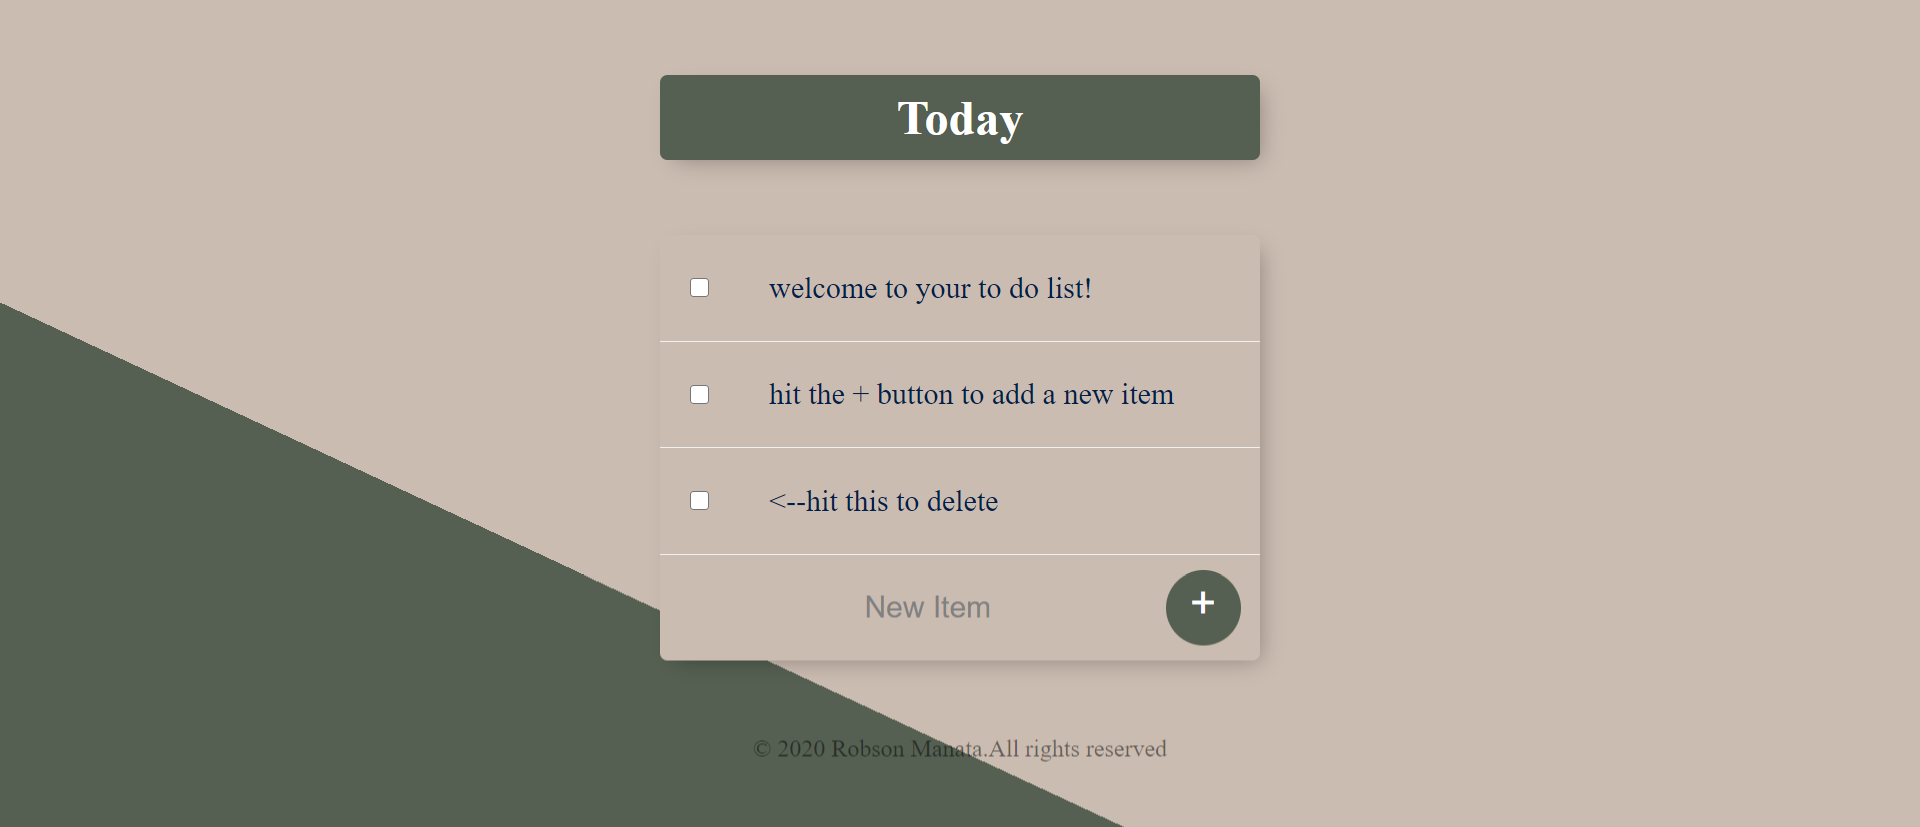 Today
welcome to your to do list!
hit the + button to add a new item
<--hit this to delete
New Item
+
© 2020 Robson Manata.All rights reserved